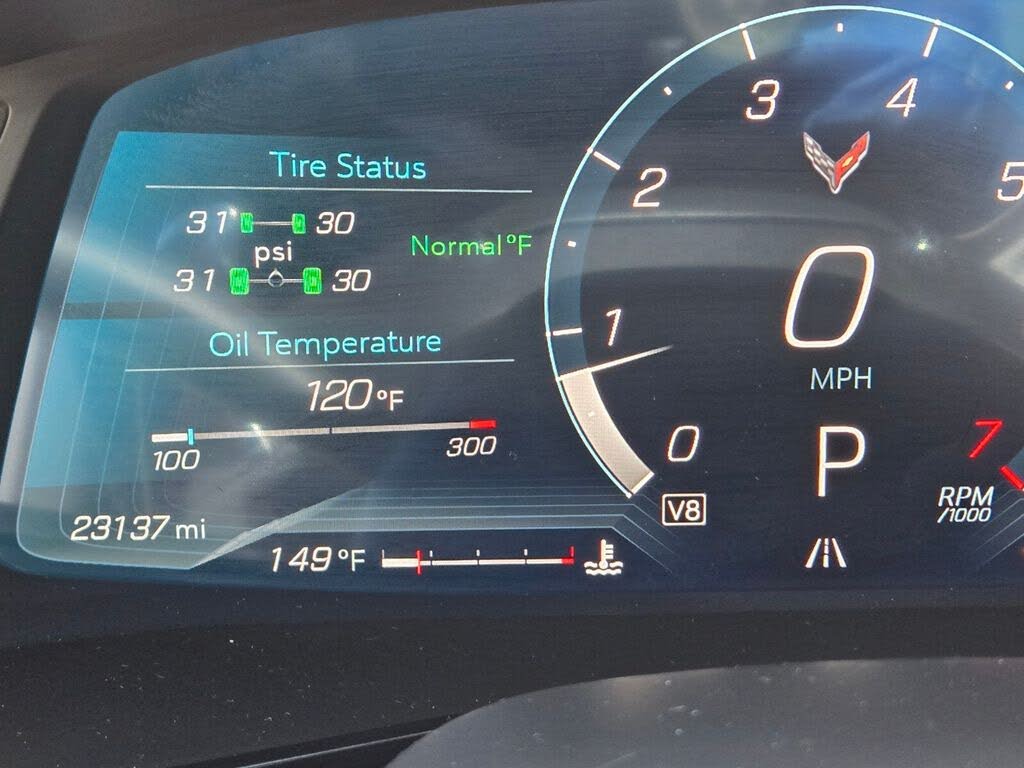 Tire Status
31 30
psi
Normal °F
31 30
Oil Temperature
120 °F
100 300
23137 mi
149 °F
0
1
2
3
4
5
7
RPM
/1000
0
MPH
P
V8